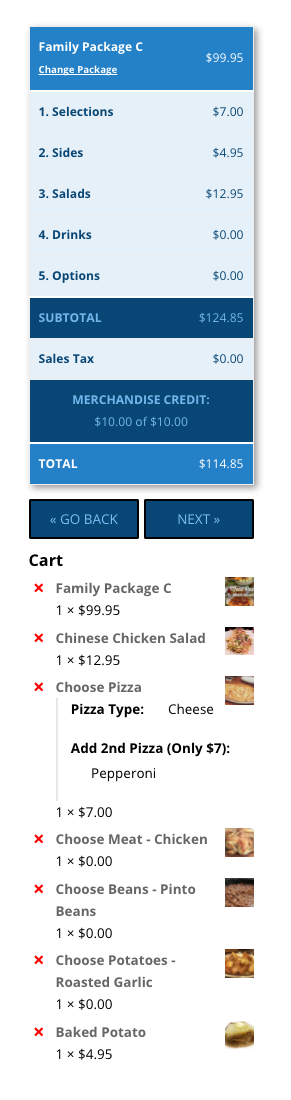 Family Package C $99.95
Change Package
1. Selections $7.00
2. Sides $4.95
3. Salads $12.95
4. Drinks $0.00
5. Options $0.00
SUBTOTAL $124.85
Sales Tax $0.00
MERCHANDISE CREDIT:
$10.00 of $10.00
TOTAL $114.85
« GO BACK NEXT »
Cart
× Family Package C
1 × $99.95
× Chinese Chicken Salad
1 × $12.95
× Choose Pizza
Pizza Type: Cheese
Add 2nd Pizza (Only $7):
Pepperoni
1 × $7.00
× Choose Meat - Chicken
1 × $0.00
× Choose Beans - Pinto
Beans
1 × $0.00
× Choose Potatoes -
Roasted Garlic
1 × $0.00
× Baked Potato
1 × $4.95